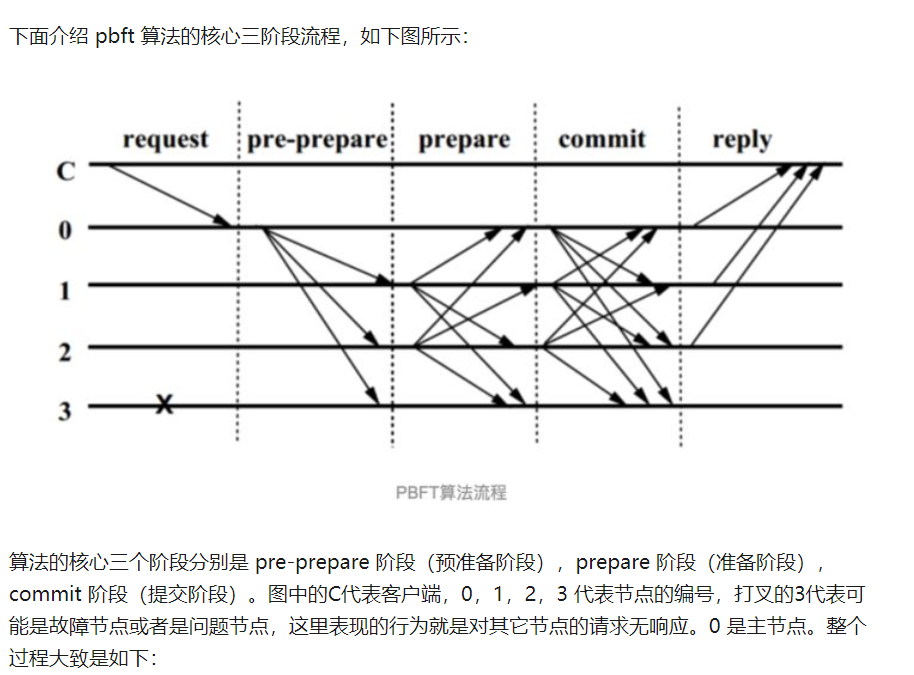 下面介绍 pbft 算法的核心三阶段流程，如下图所示：
request pre-prepare prepare commit reply
C
0
1
2
X
3
PBFT算法流程
算法的核心三个阶段分别是 pre-prepare 阶段（预准备阶段），prepare 阶段（准备阶段），
commit 阶段（提交阶段）。图中的C代表客户端，0，1，2，3 代表节点的编号，打叉的3代表可
能是故障节点或者是问题节点，这里表现的行为就是对其它节点的请求无响应。0 是主节点。整个
过程大致是如下：